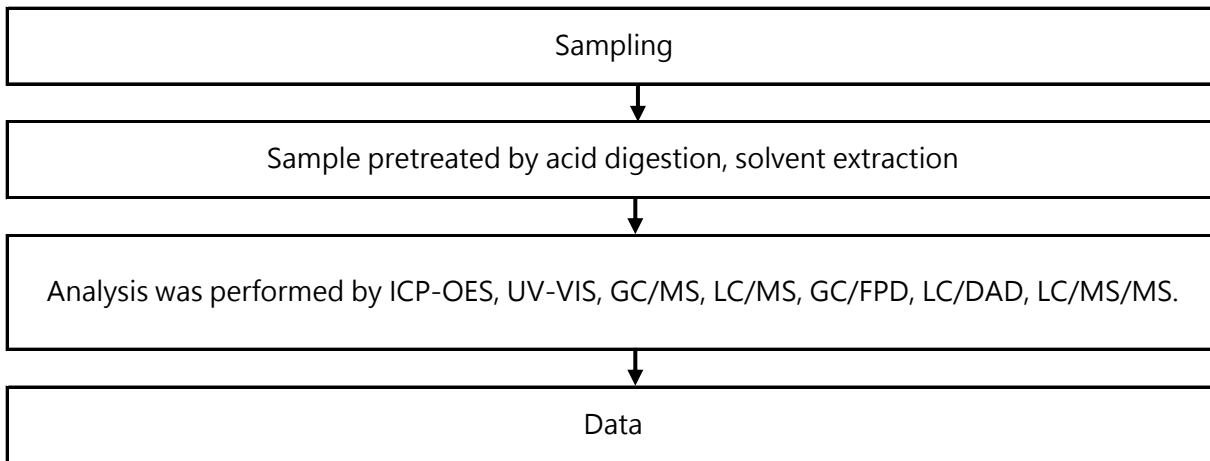 Sampling
Sample pretreated by acid digestion, solvent extraction
Analysis was performed by ICP-OES, UV-VIS, GC/MS, LC/MS, GC/FPD, LC/DAD, LC/MS/MS.
Data